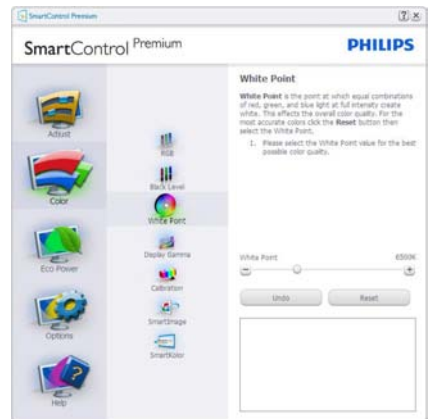 SmartControl Premium
SmartControl Premium
PHILIPS
Adjust
Color
Eco Power
Options
Help
RGB
Black Level
White Point
Display Gamma
Calibration
SmartImage
SmartKolor
White Point
White Point is the point at which equal combinations
of red, green, and blue light at full intensity create
white. This effects the overall color quality. For the
most accurate colors click the Reset button then
select the White Point.
1. Please select the White Point value for the best
possible color quality.
White Point 6500K
Undo Reset